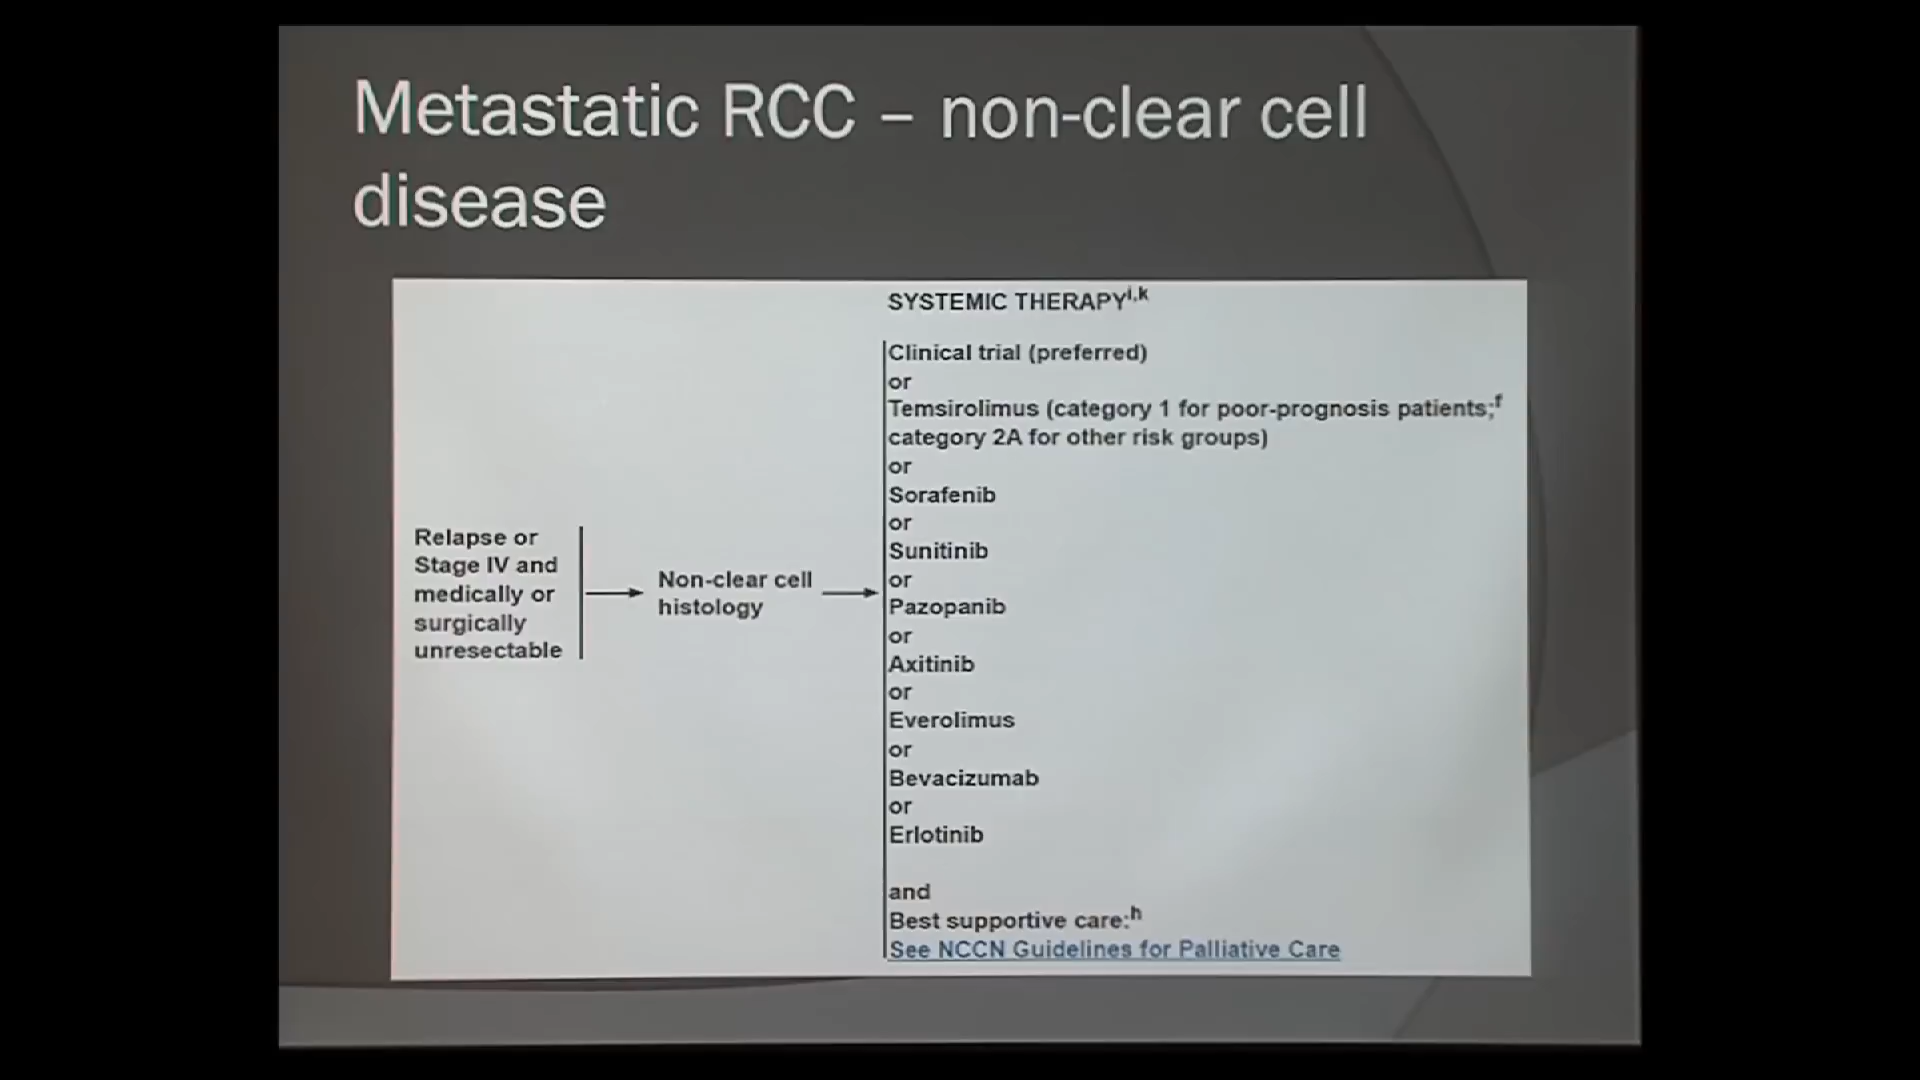 Metastatic RCC – non-clear cell
disease
SYSTEMIC THERAPYi,k
Clinical trial (preferred)
or
Temsirolimus (category 1 for poor-prognosis patients;f
category 2A for other risk groups)
or
Sorafenib
or
Sunitinib
or
Pazopanib
or
Axitinib
or
Everolimus
or
Bevacizumab
or
Erlotinib
and
Best supportive care:h
See NCCN Guidelines for Palliative Care
Relapse or
Stage IV and
medically or
surgically
unresectable
Non-clear cell
histology